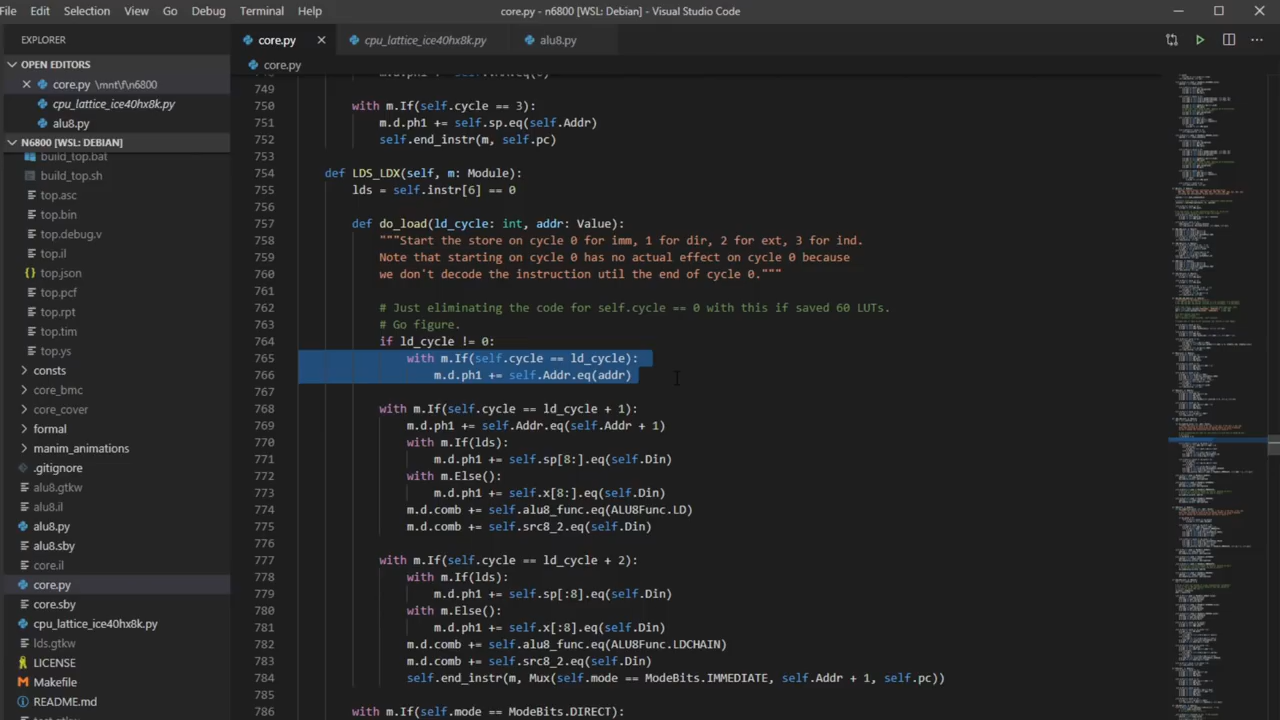 File Edit Selection View Go Debug Terminal Help core.py - n6800 [WSL: Debian] - Visual Studio Code
EXPLORER
OPEN EDITORS
core.py \mnt\f\n6800
cpu_lattice_ice40hx8k.py
alu8.py
N6800 [WSL: DEBIAN]
build_top.bat
build_top.sh
top.asc
top.bin
top.debug.v
top.il
top.json
top.pcf
top.rpt
top.tim
top.ys
consts
core_bmc
core_cover
formal
manim_animations
.gitignore
alu8.gtkw
alu8.il
alu8.py
alu8.sby
core.il
core.py
core.sby
cpu_lattice_ice40hx8k.py
lds.gtkw
LICENSE
Makefile
README.md
core.py cpu_lattice_ice40hx8k.py alu8.py
core.py
749
750 with m.If(self.cycle == 3):
751 m.d.ph1 += self.sp.eq(self.Addr)
752 self.end_instr(m, self.pc)
753
754 def LDS_LDX(self, m: Module):
755 lds = self.instr[6] == 0
756
757 def do_load(ld_cycle: int, addr: Value):
758 """Start the store on cycle 0 for imm, 1 for dir, 2 for ext, 3 for ind.
759 Note that starting on cycle 0 has no actual effect on cycle 0 because
760 we don't decode the instruction util the end of cycle 0."""
761
762 # Just eliminating the code for self.cycle == 0 with this if saved 60 LUTs.
763 # Go figure.
764 if ld_cycle != 0:
765 with m.If(self.cycle == ld_cycle):
766 m.d.ph1 += self.Addr.eq(addr)
767
768 with m.If(self.cycle == ld_cycle + 1):
769 m.d.ph1 += self.Addr.eq(self.Addr + 1)
770 with m.If(lds):
771 m.d.ph1 += self.sp[8:].eq(self.Din)
772 with m.Else():
773 m.d.ph1 += self.x[8:].eq(self.Din)
774 m.d.comb += self.alu8_func.eq(ALU8Func.LD)
775 m.d.comb += self.src8_2.eq(self.Din)
776
777 with m.If(self.cycle == ld_cycle + 2):
778 with m.If(lds):
779 m.d.ph1 += self.sp[:8].eq(self.Din)
780 with m.Else():
781 m.d.ph1 += self.x[:8].eq(self.Din)
782 m.d.comb += self.alu8_func.eq(ALU8Func.LDCHAIN)
783 m.d.comb += self.src8_2.eq(self.Din)
784 self.end_instr(m, Mux(self.mode == ModeBits.IMMEDIATE, self.Addr + 1, self.pc))
785
786 with m.If(self.mode == ModeBits.DIRECT):